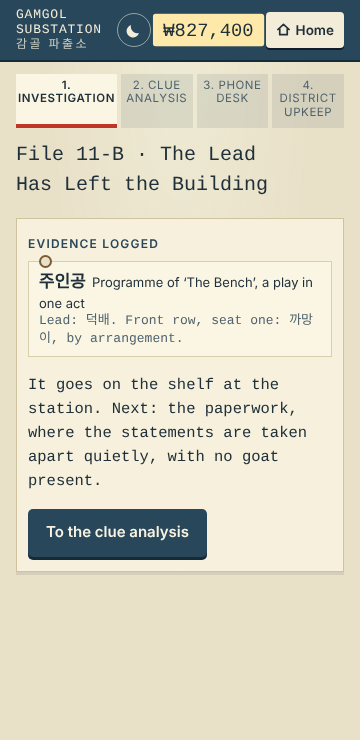 GAMGOL
SUBSTATION
감골 파출소
₩827,400
Home
1.
INVESTIGATION
2. CLUE
ANALYSIS
3. PHONE
DESK
4.
DISTRICT
UPKEEP
File 11-B · The Lead
Has Left the Building
EVIDENCE LOGGED
주인공 Programme of ‘The Bench’, a play in
one act
Lead: 덕배. Front row, seat one: 까망
이, by arrangement.
It goes on the shelf at the
station. Next: the paperwork,
where the statements are taken
apart quietly, with no goat
present.
To the clue analysis